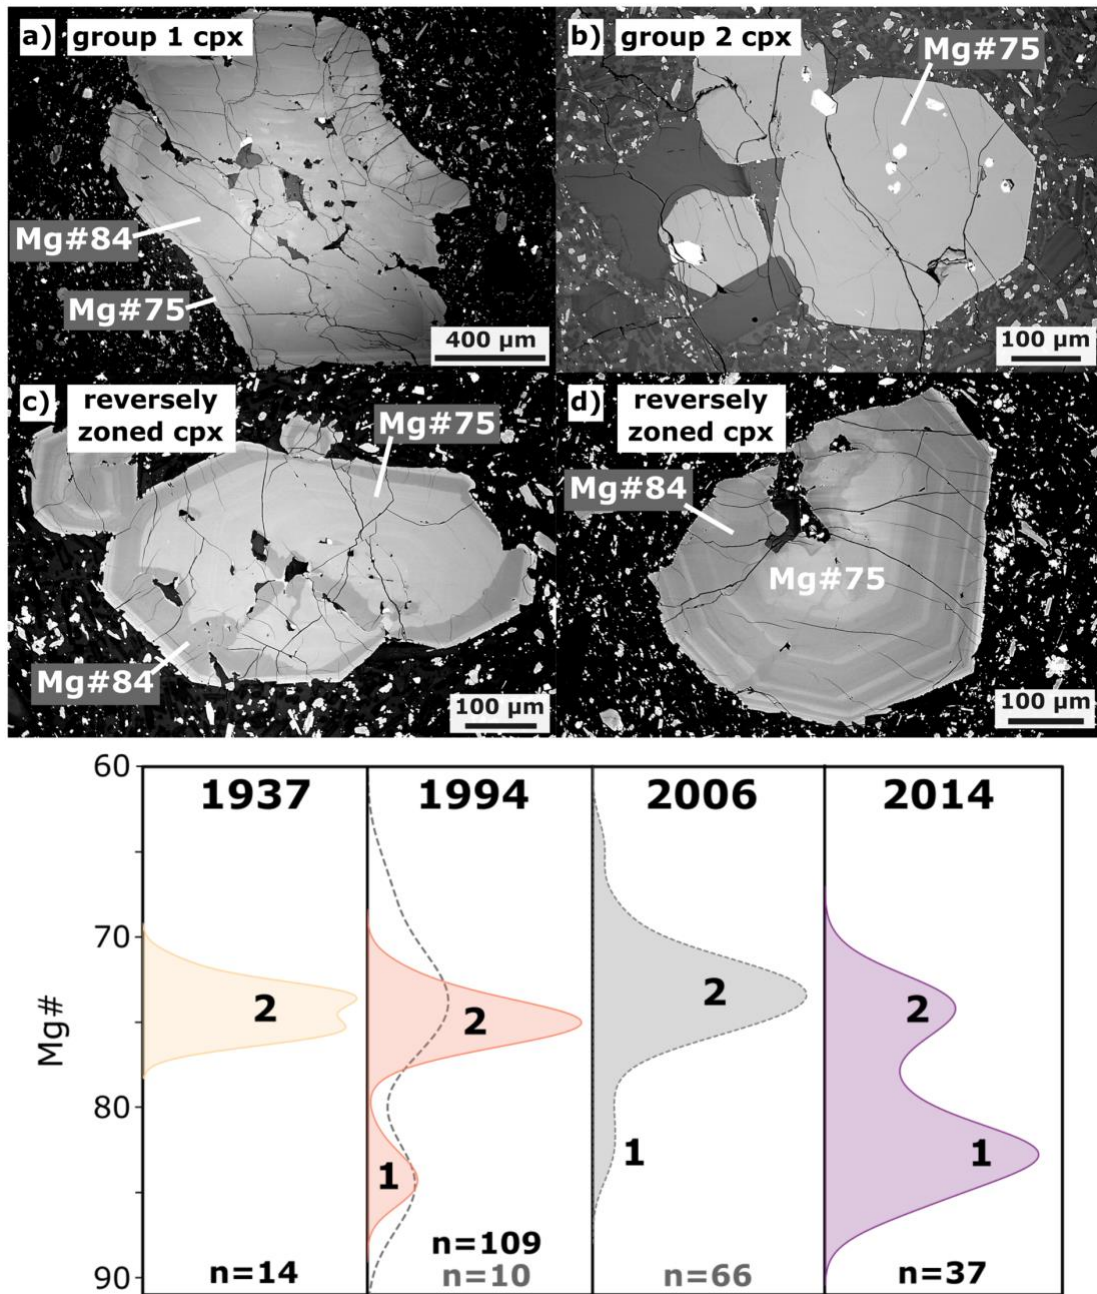 a) group 1 cpx
Mg#84
Mg#75
400 µm
b) group 2 cpx
Mg#75
100 µm
c) reversely
zoned cpx
Mg#75
Mg#84
100 µm
d) reversely
zoned cpx
Mg#84
Mg#75
100 µm
Mg#
60
70
80
90
1937
2
n=14
1994
2
1
n=109
n=10
2006
2
1
n=66
2014
2
1
n=37